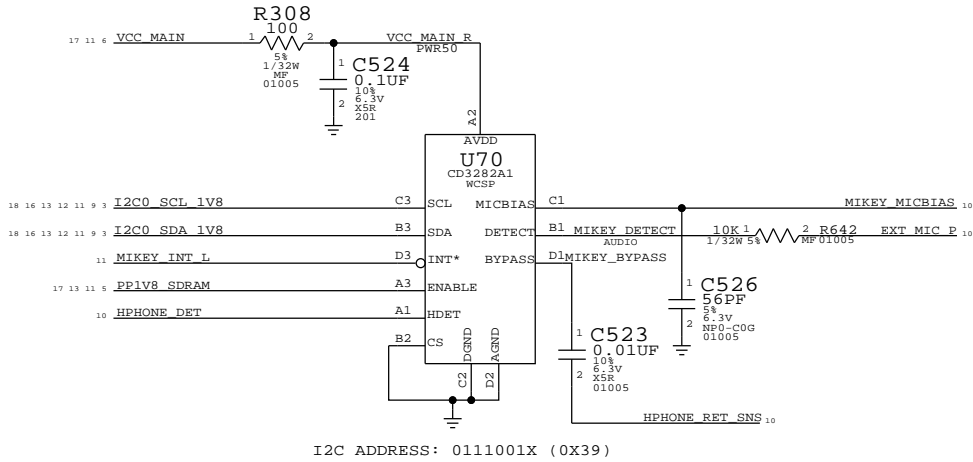 R308
100
17 11 6 VCC_MAIN 1 2 VCC_MAIN_R
PWR50
5%
1/32W
MF
01005
1 C524
0.1UF
10%
6.3V
2 X5R
201
A2
AVDD
U70
CD3282A1
WCSP
18 16 13 12 11 9 3 I2C0_SCL_1V8 C3 SCL MICBIAS C1 MIKEY_MICBIAS 10
18 16 13 12 11 9 3 I2C0_SDA_1V8 B3 SDA DETECT B1 MIKEY_DETECT 10K 1 2 R642 EXT_MIC_P 10
AUDIO 1/32W 5% MF 01005
11 MIKEY_INT_L D3 INT* BYPASS D1 MIKEY_BYPASS
17 13 11 5 PP1V8_SDRAM A3 ENABLE
10 HPHONE_DET A1 HDET
B2 CS
DGND AGND
C2 D2
1 C526
56PF
5%
6.3V
2 NP0-C0G
01005
1 C523
0.01UF
10%
6.3V
2 X5R
01005
HPHONE_RET_SNS 10
I2C ADDRESS: 0111001X (0X39)